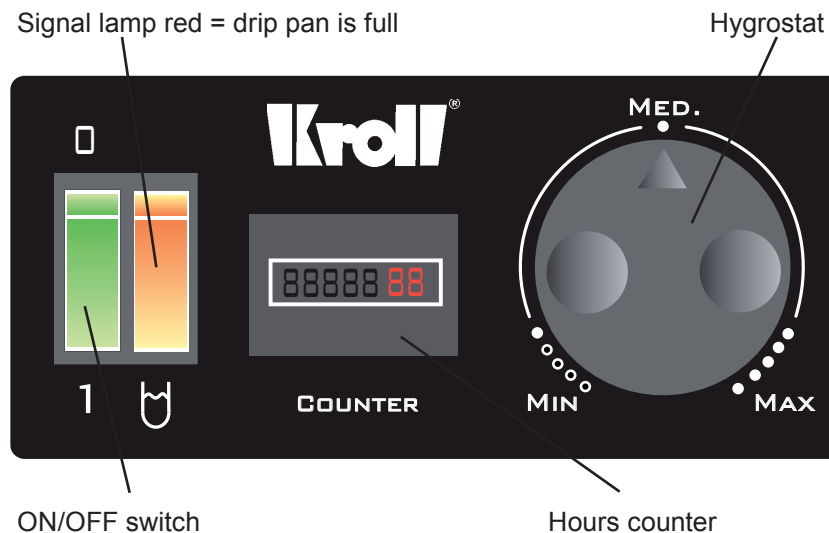 Signal lamp red = drip pan is full
Hygrostat
Kroll®
MED.
0
88888 88
1
COUNTER
MIN
MAX
ON/OFF switch
Hours counter